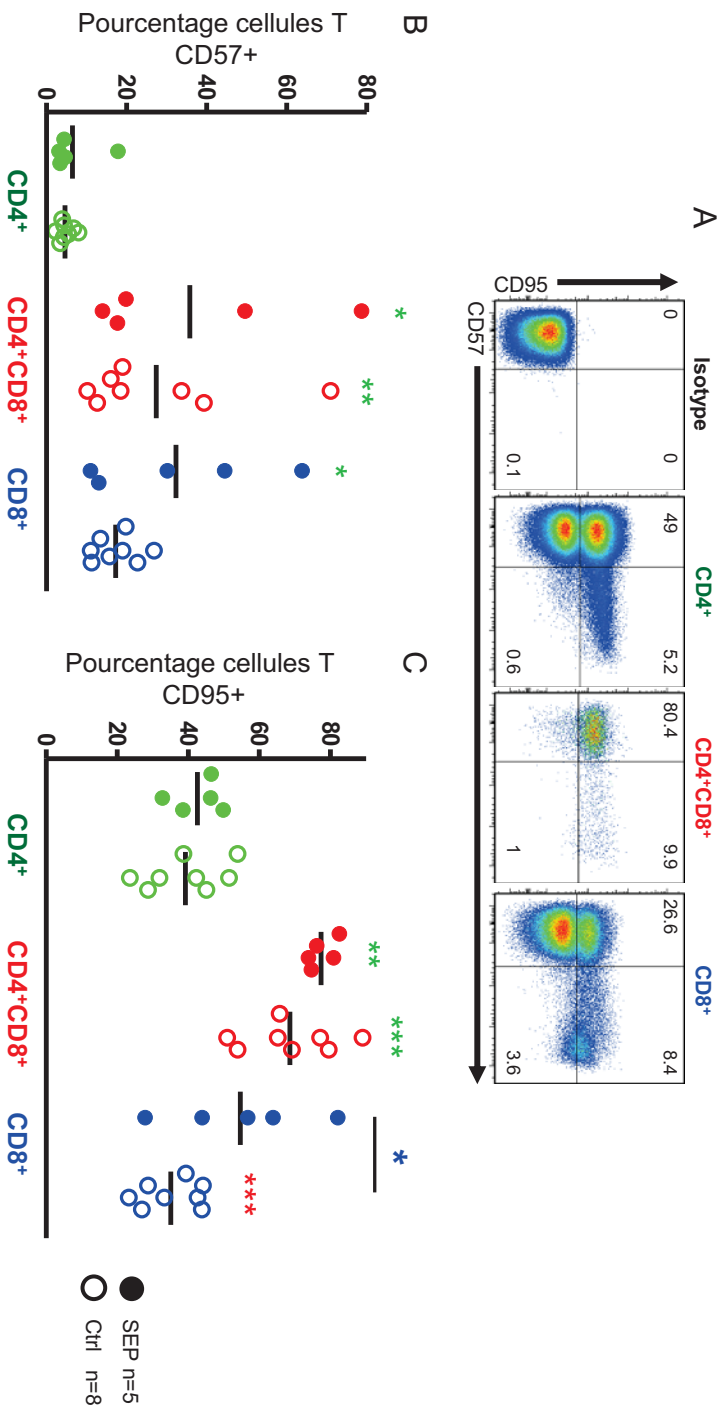 A
Isotype
CD4⁺
CD4⁺CD8⁺
CD8⁺
CD95
0
0
0.1
49
5.2
0.6
80.4
9.9
1
26.6
8.4
3.6
CD57
B
Pourcentage cellules T
CD57+
80
60
40
20
0
*
**
*
CD4⁺
CD4⁺CD8⁺
CD8⁺
C
Pourcentage cellules T
CD95+
80
60
40
20
0
**
***
*
***
CD4⁺
CD4⁺CD8⁺
CD8⁺
SEP n=5
Ctrl n=8